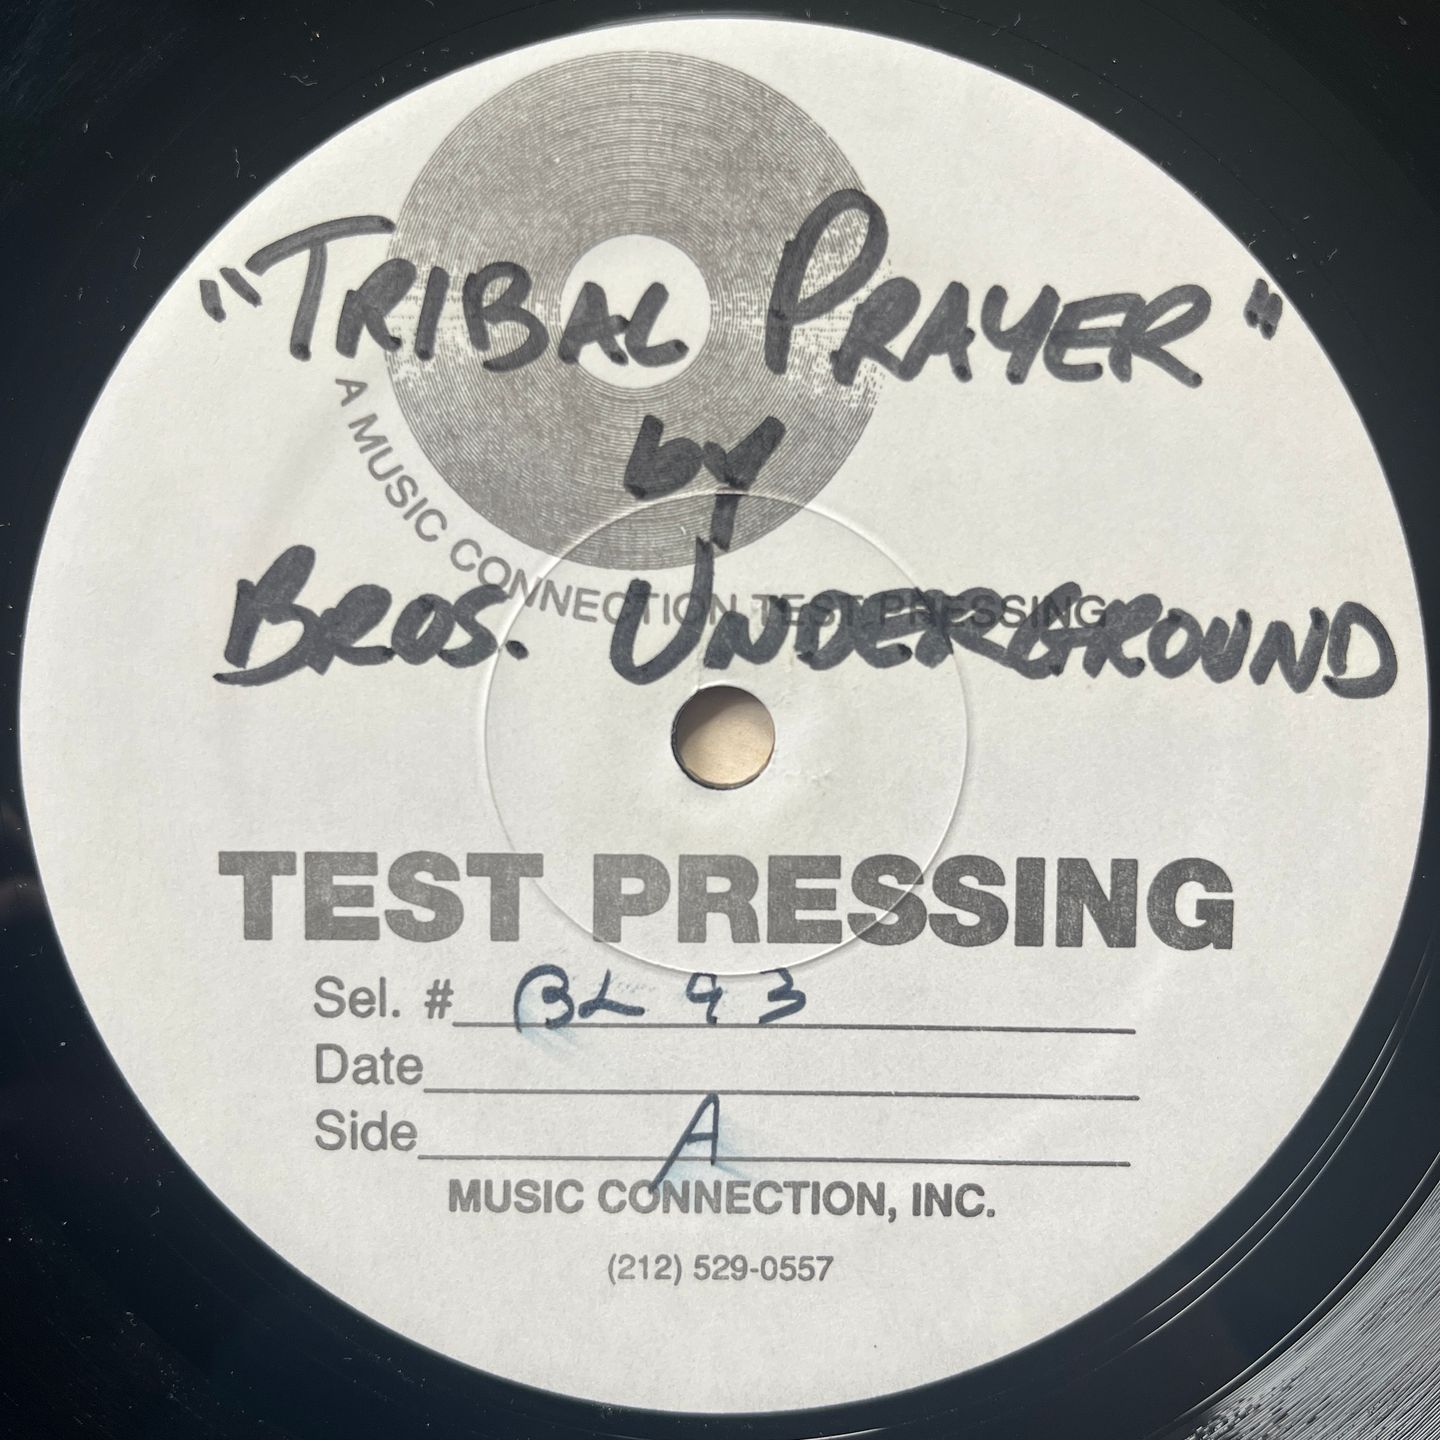 "TRIBAL PRAYER"
by
BROS. UNDERGROUND
A MUSIC CONNECTION TEST PRESSING
TEST PRESSING
Sel. # BL 93
Date
Side A
MUSIC CONNECTION, INC.
(212) 529-0557